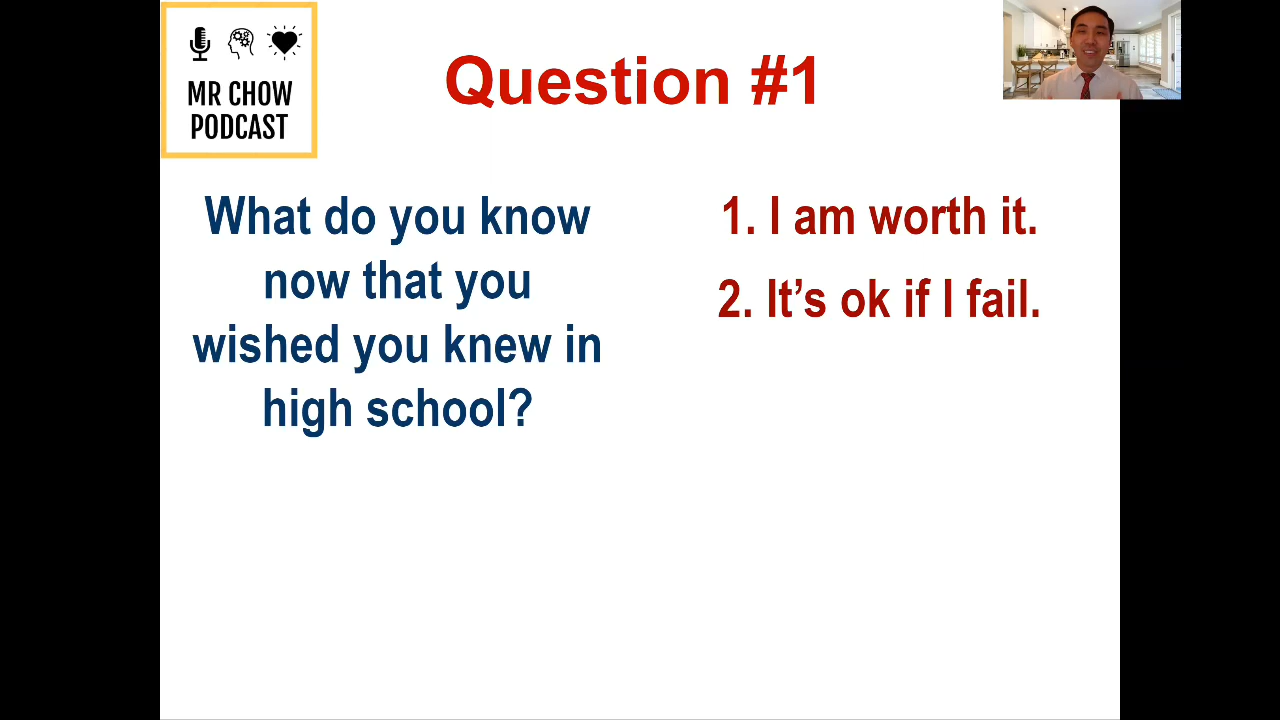 MR CHOW
PODCAST
Question #1
What do you know
now that you
wished you knew in
high school?
1. I am worth it.
2. It’s ok if I fail.